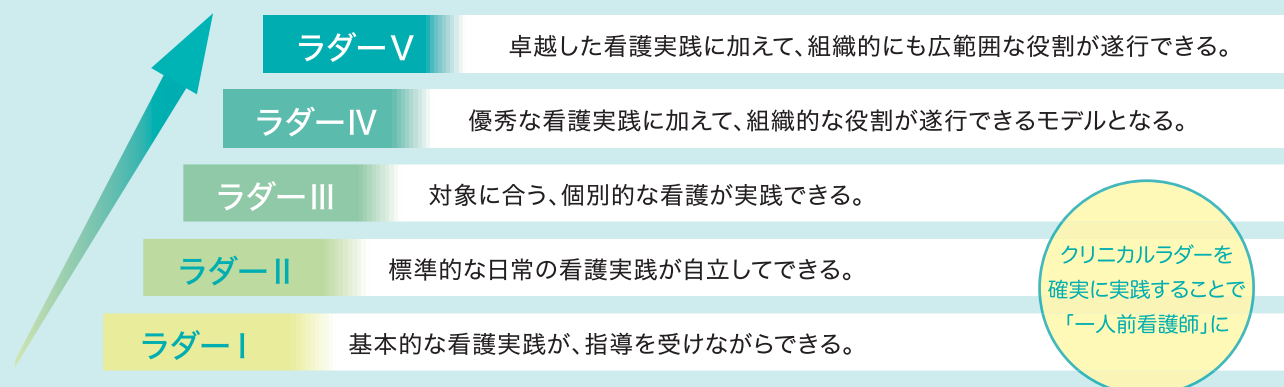 ラダーⅤ 卓越した看護実践に加えて、組織的にも広範囲な役割が遂行できる。
ラダーⅣ 優秀な看護実践に加えて、組織的な役割が遂行できるモデルとなる。
ラダーⅢ 対象に合う、個別的な看護が実践できる。
ラダーⅡ 標準的な日常の看護実践が自立してできる。
ラダーⅠ 基本的な看護実践が、指導を受けながらできる。
クリニカルラダーを
確実に実践することで
「一人前看護師」に